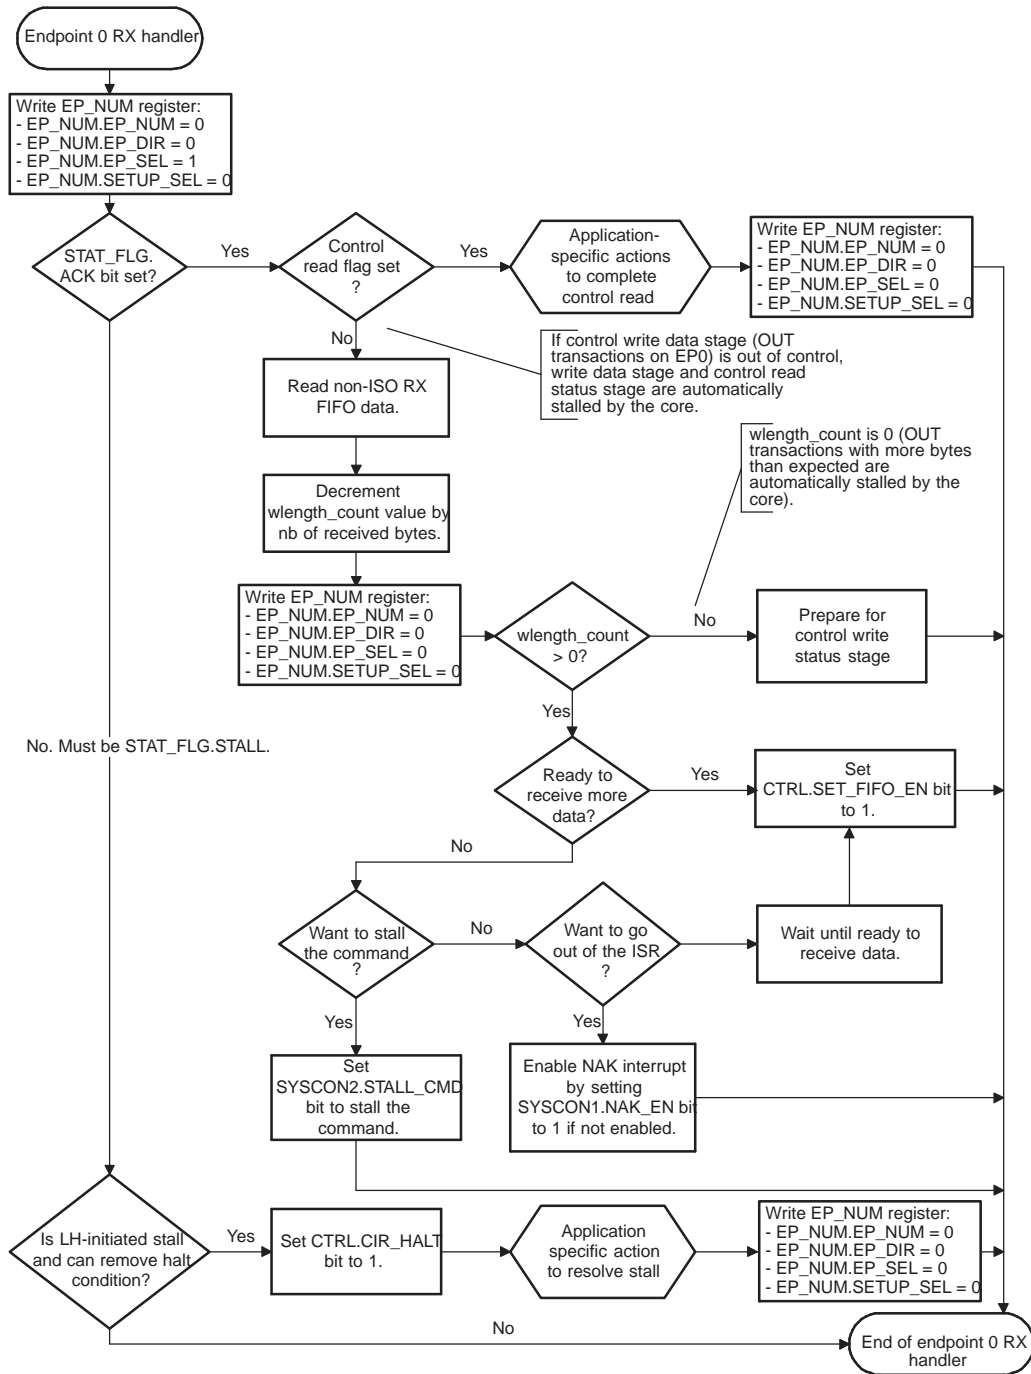 Endpoint 0 RX handler
Write EP_NUM register:
- EP_NUM.EP_NUM = 0
- EP_NUM.EP_DIR = 0
- EP_NUM.EP_SEL = 1
- EP_NUM.SETUP_SEL = 0
STAT_FLG.
ACK bit set?
Yes
Control
read flag set
?
Yes
Application-
specific actions
to complete
control read
Write EP_NUM register:
- EP_NUM.EP_NUM = 0
- EP_NUM.EP_DIR = 0
- EP_NUM.EP_SEL = 0
- EP_NUM.SETUP_SEL = 0
No
If control write data stage (OUT
transactions on EP0) is out of control,
write data stage and control read
status stage are automatically
stalled by the core.
Read non-ISO RX
FIFO data.
wlength_count is 0 (OUT
transactions with more bytes
than expected are
automatically stalled by the
core).
Decrement
wlength_count value by
nb of received bytes.
Write EP_NUM register:
- EP_NUM.EP_NUM = 0
- EP_NUM.EP_DIR = 0
- EP_NUM.EP_SEL = 0
- EP_NUM.SETUP_SEL = 0
wlength_count
> 0?
No
Prepare for
control write
status stage
Yes
No. Must be STAT_FLG.STALL.
Ready to
receive more
data?
Yes
Set
CTRL.SET_FIFO_EN bit
to 1.
No
Want to stall
the command
?
No
Want to go
out of the ISR
?
Wait until ready to
receive data.
Yes
Yes
Set
SYSCON2.STALL_CMD
bit to stall the
command.
Enable NAK interrupt
by setting
SYSCON1.NAK_EN bit
to 1 if not enabled.
Is LH-initiated stall
and can remove halt
condition?
Yes
Set CTRL.CIR_HALT
bit to 1.
Application
specific action
to resolve stall
Write EP_NUM register:
- EP_NUM.EP_NUM = 0
- EP_NUM.EP_DIR = 0
- EP_NUM.EP_SEL = 0
- EP_NUM.SETUP_SEL = 0
No
End of endpoint 0 RX
handler